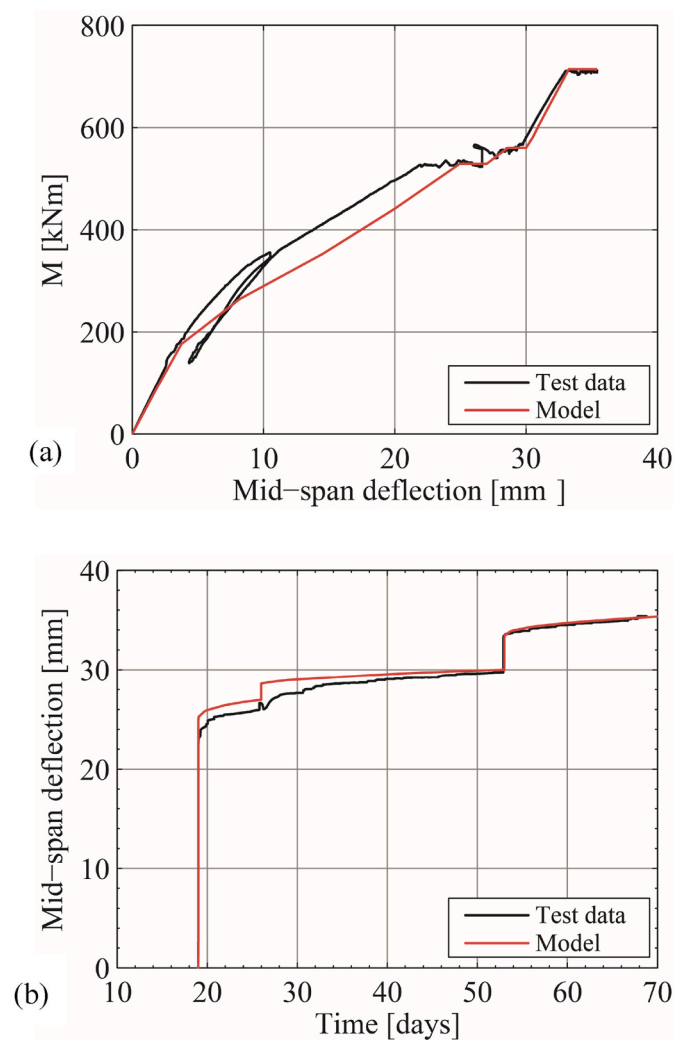 800
600
M [kNm]
400
200
0
Test data
Model
(a)
0 10 20 30 40
Mid−span deflection [mm ]
40
30
Mid−span deflection [mm]
20
10
0
Test data
Model
(b)
10 20 30 40 50 60 70
Time [days]